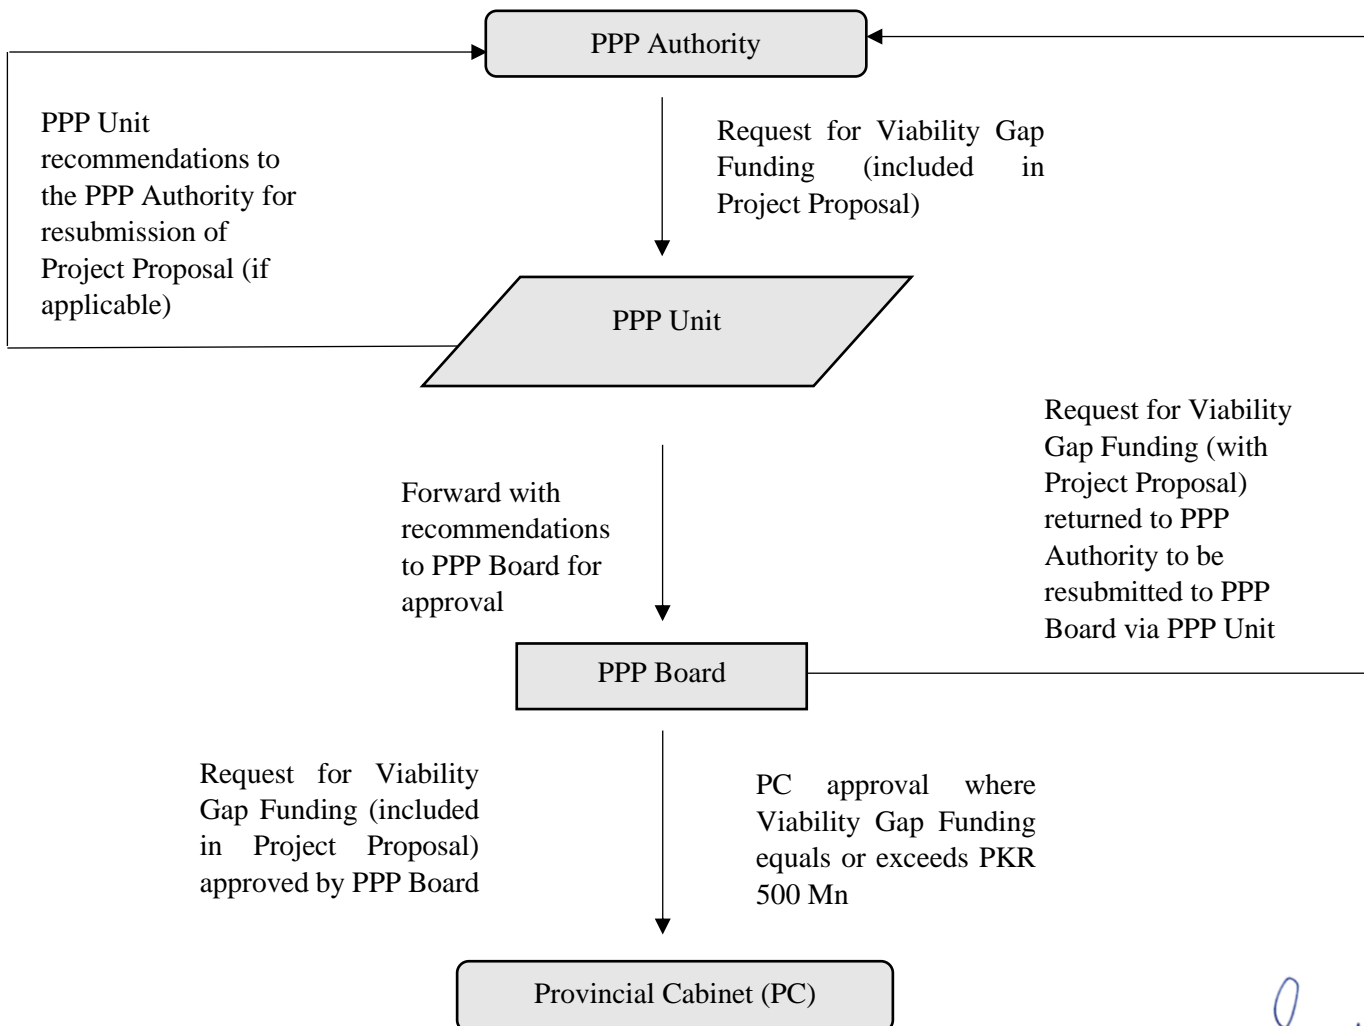 PPP Authority
PPP Unit
recommendations to
the PPP Authority for
resubmission of
Project Proposal (if
applicable)
Request for Viability Gap
Funding (included in
Project Proposal)
PPP Unit
Forward with
recommendations
to PPP Board for
approval
Request for Viability
Gap Funding (with
Project Proposal)
returned to PPP
Authority to be
resubmitted to PPP
Board via PPP Unit
PPP Board
Request for Viability
Gap Funding (included
in Project Proposal)
approved by PPP Board
PC approval where
Viability Gap Funding
equals or exceeds PKR
500 Mn
Provincial Cabinet (PC)